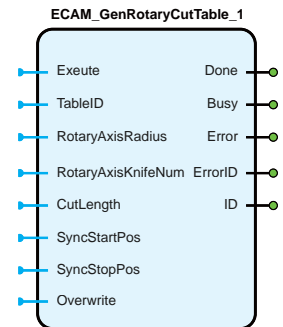 ECAM_GenRotaryCutTable_1
Exeute Done
TableID Busy
RotaryAxisRadius Error
RotaryAxisKnifeNum ErrorID
CutLength ID
SyncStartPos
SyncStopPos
Overwrite